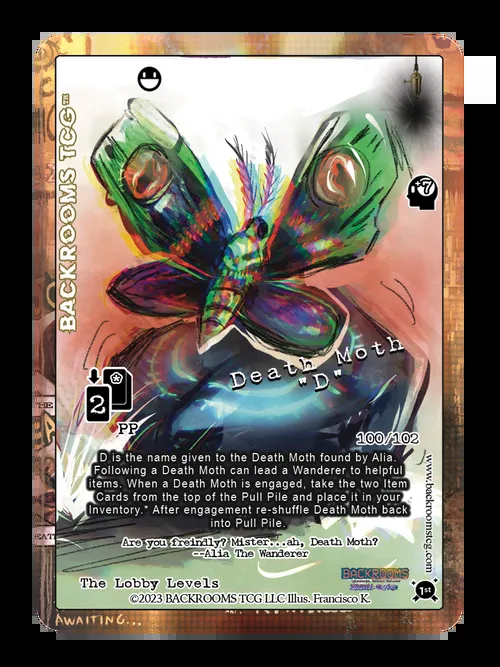 BACKROOMS TCG™
+7
Death Moth
"D"
2
PP
100/102
D is the name given to the Death Moth found by Alia.
Following a Death Moth can lead a Wanderer to helpful
items. When a Death Moth is engaged, take the two Item
Cards from the top of the Pull Pile and place it in your
Inventory.* After engagement re-shuffle Death Moth back
into Pull Pile.
Are you freindly? Mister...ah, Death Moth?
--Alia The Wanderer
www.backroomstcg.com
The Lobby Levels
BACKROOMS
©2023 BACKROOMS TCG LLC Illus. Francisco K.
1st
AWAITING...